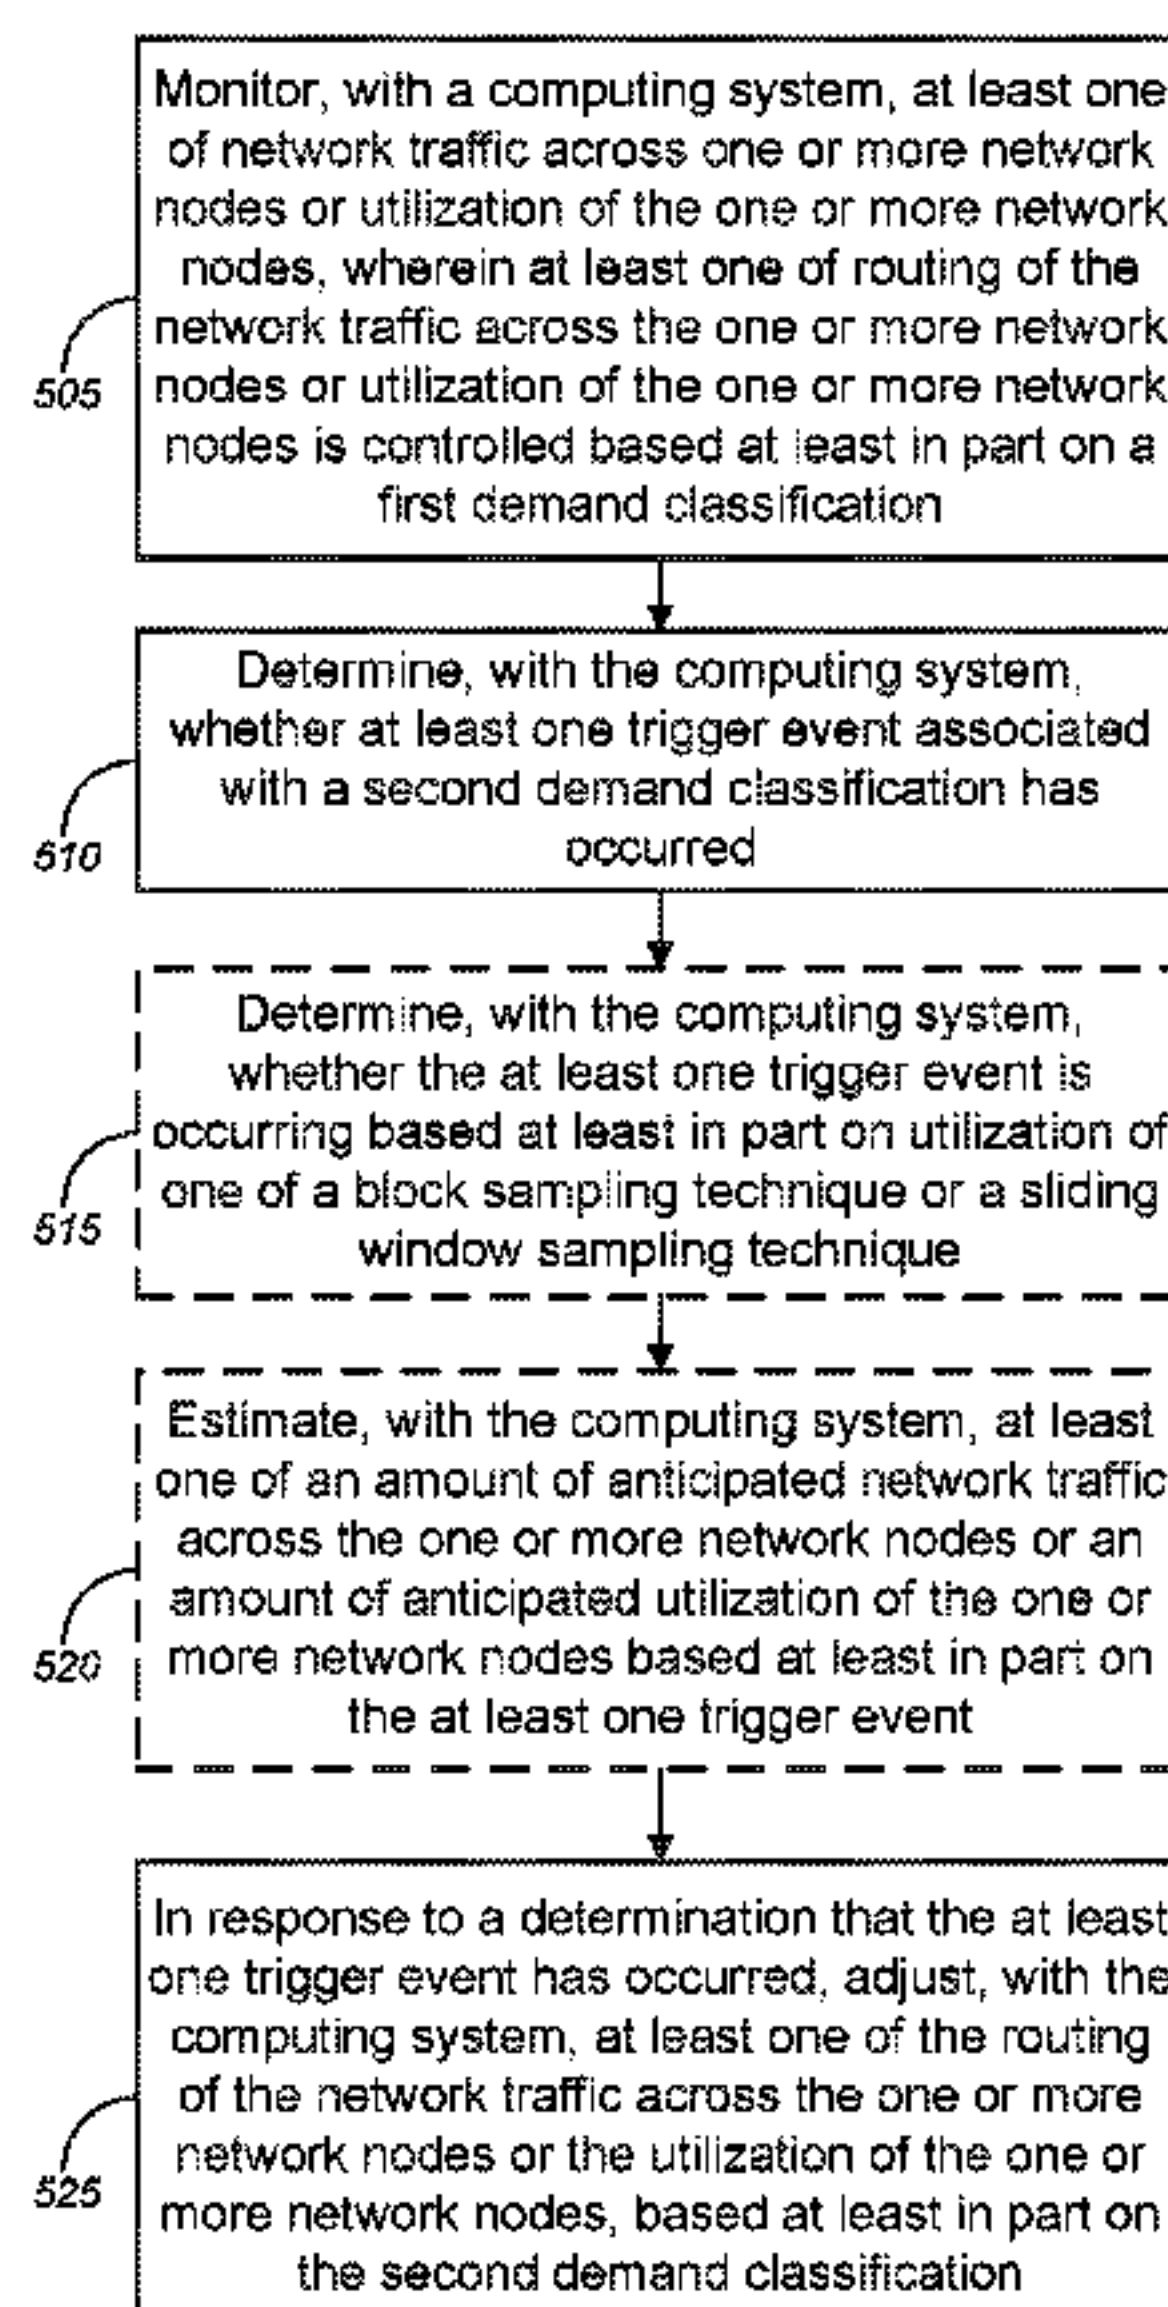 Monitor, with a computing system, at least one
of network traffic across one or more network
nodes or utilization of the one or more network
nodes, wherein at least one of routing of the
network traffic across the one or more network
nodes or utilization of the one or more network
nodes is controlled based at least in part on a
first demand classification
505
Determine, with the computing system,
whether at least one trigger event associated
with a second demand classification has
occurred
510
Determine, with the computing system,
whether the at least one trigger event is
occurring based at least in part on utilization of
one of a block sampling technique or a sliding
window sampling technique
515
Estimate, with the computing system, at least
one of an amount of anticipated network traffic
across the one or more network nodes or an
amount of anticipated utilization of the one or
more network nodes based at least in part on
the at least one trigger event
520
In response to a determination that the at least
one trigger event has occurred, adjust, with the
computing system, at least one of the routing
of the network traffic across the one or more
network nodes or the utilization of the one or
more network nodes, based at least in part on
the second demand classification
525